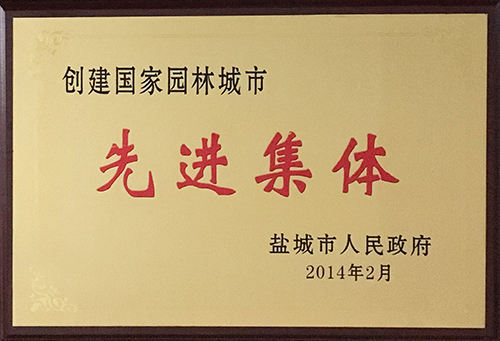 创建国家园林城市
先进集体
盐城市人民政府
2014年2月